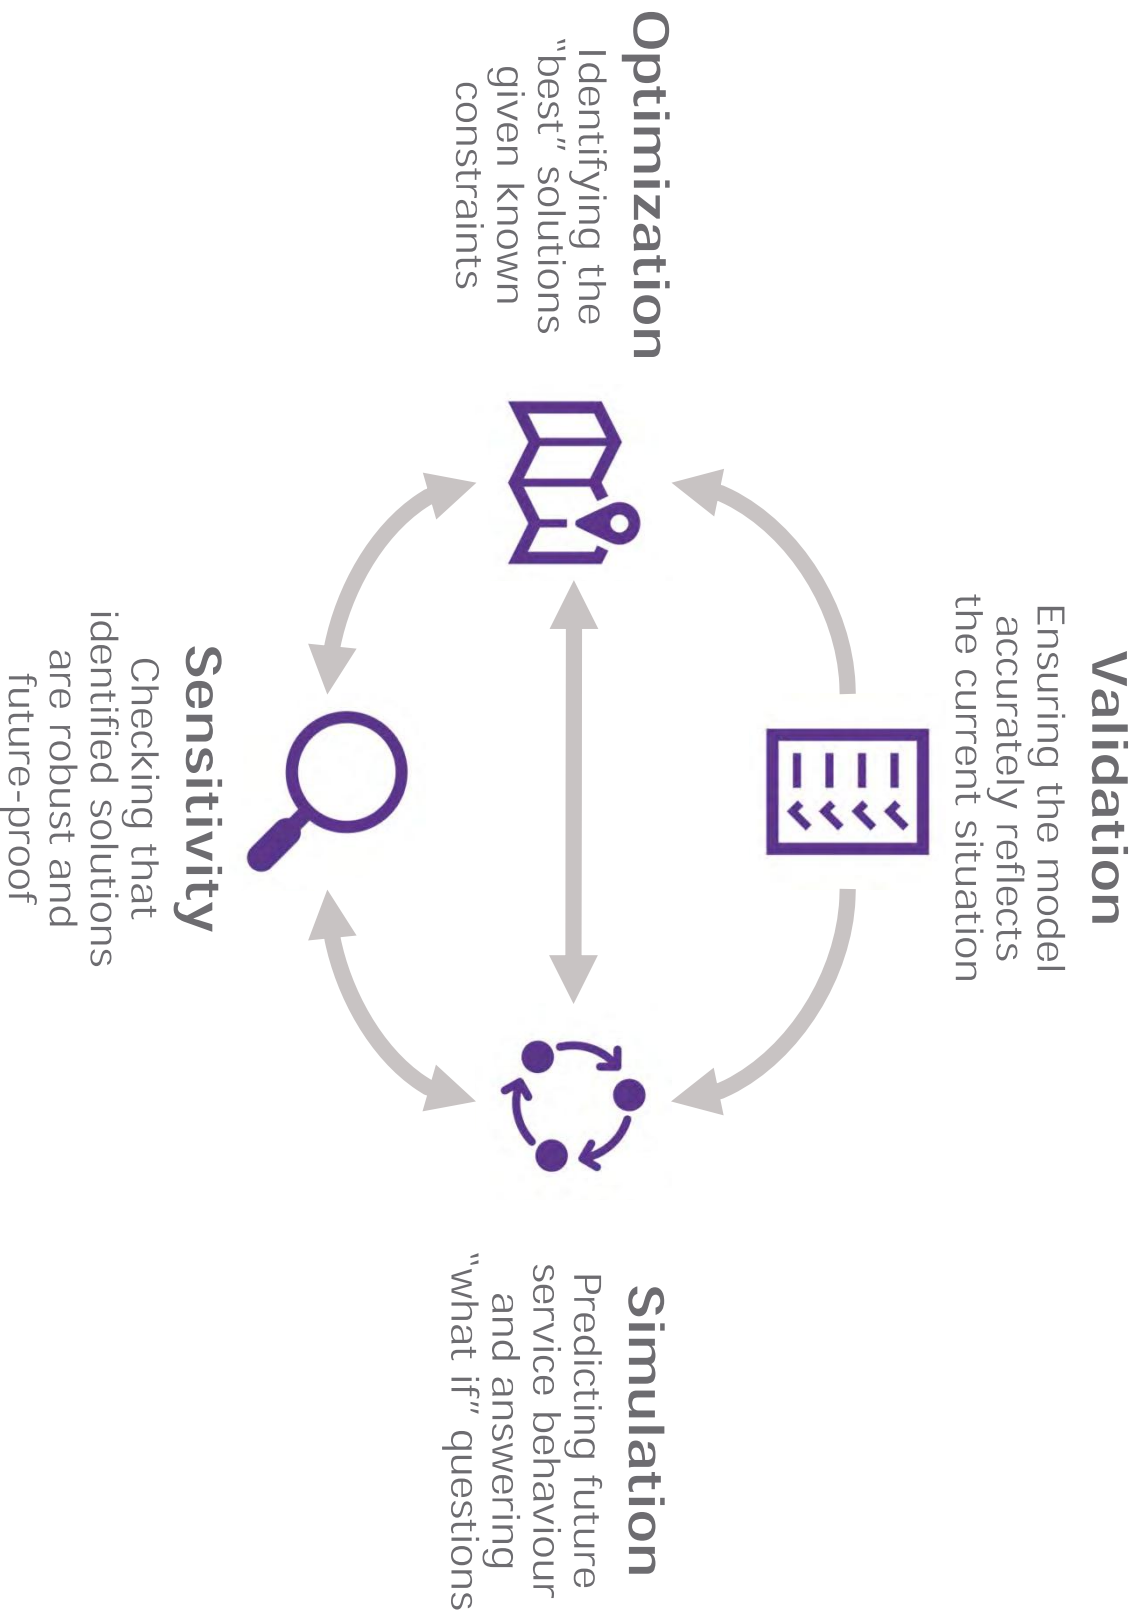 Validation
Ensuring the model
accurately reflects
the current situation
Optimization
Identifying the
“best” solutions
given known
constraints
Simulation
Predicting future
service behaviour
and answering
“what if” questions
Sensitivity
Checking that
identified solutions
are robust and
future-proof